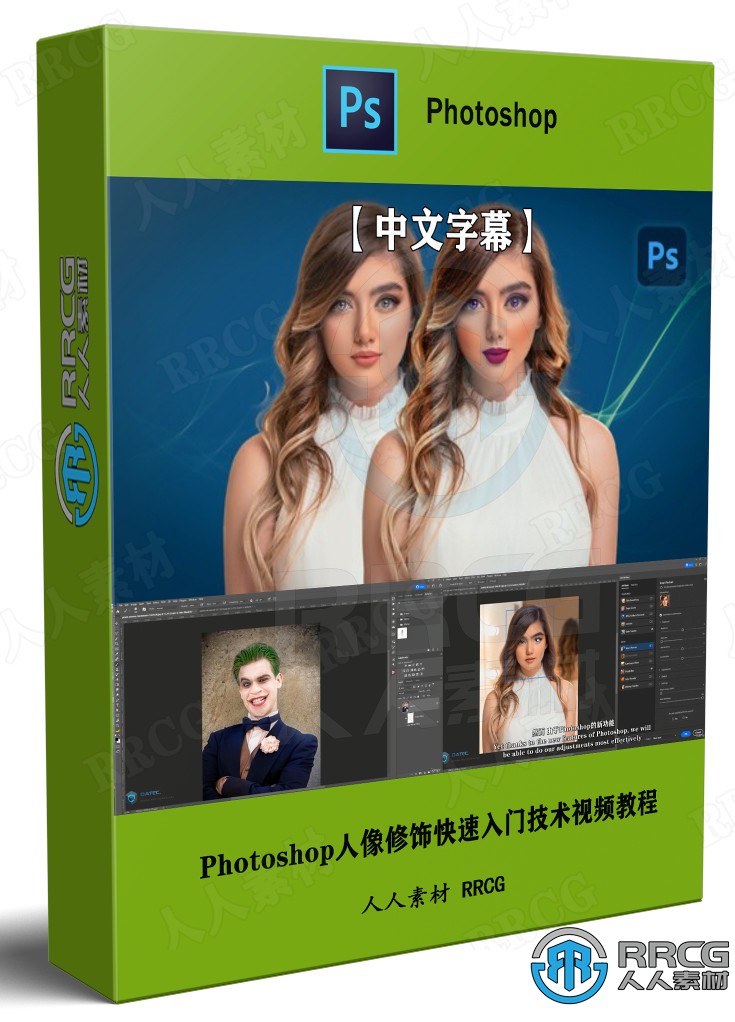 Ps Photoshop
【中文字幕】
Ps
RRCG
人人素材
然而 由于Photoshop的新功能
Yet thanks to the new features of Photoshop, we will
be able to do our adjustments most effectively
Photoshop人像修饰快速入门技术视频教程
人人素材 RRCG
RRCG
人人素材